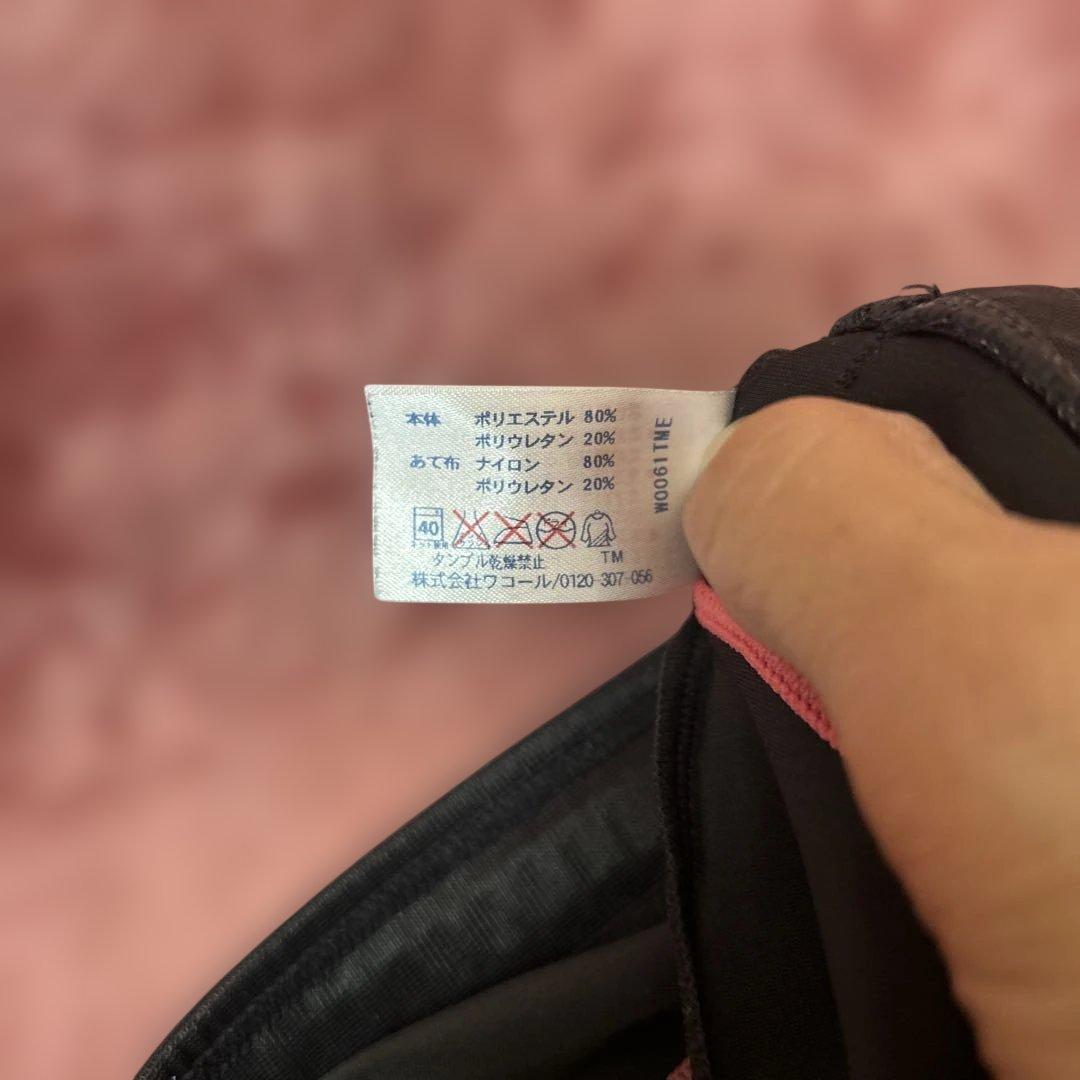 本体 ポリエステル 80%
ポリウレタン 20%
あて布 ナイロン 80%
ポリウレタン 20%
40
タンブル乾燥禁止 TM
株式会社ワコール/0120-307-056
W0061TME